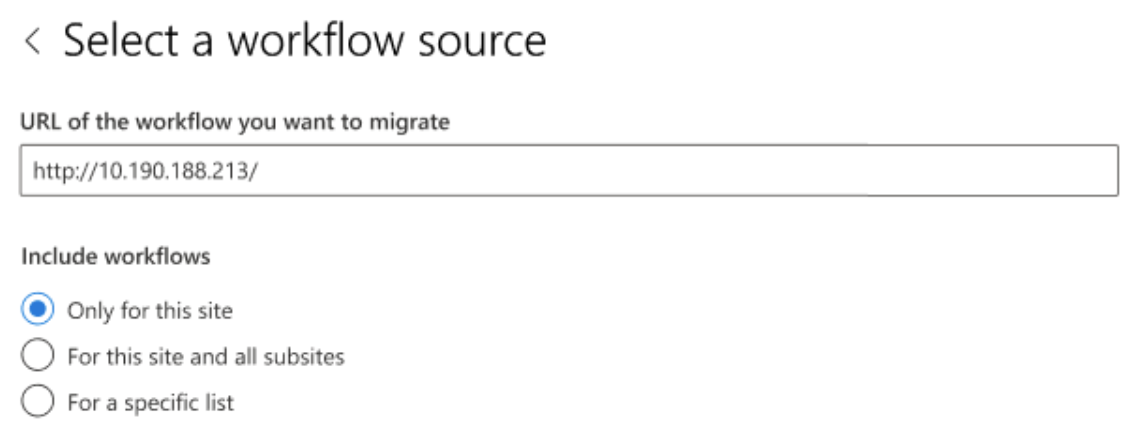 Select a workflow source
URL of the workflow you want to migrate
http://10.190.188.213/
Include workflows
Only for this site
For this site and all subsites
For a specific list